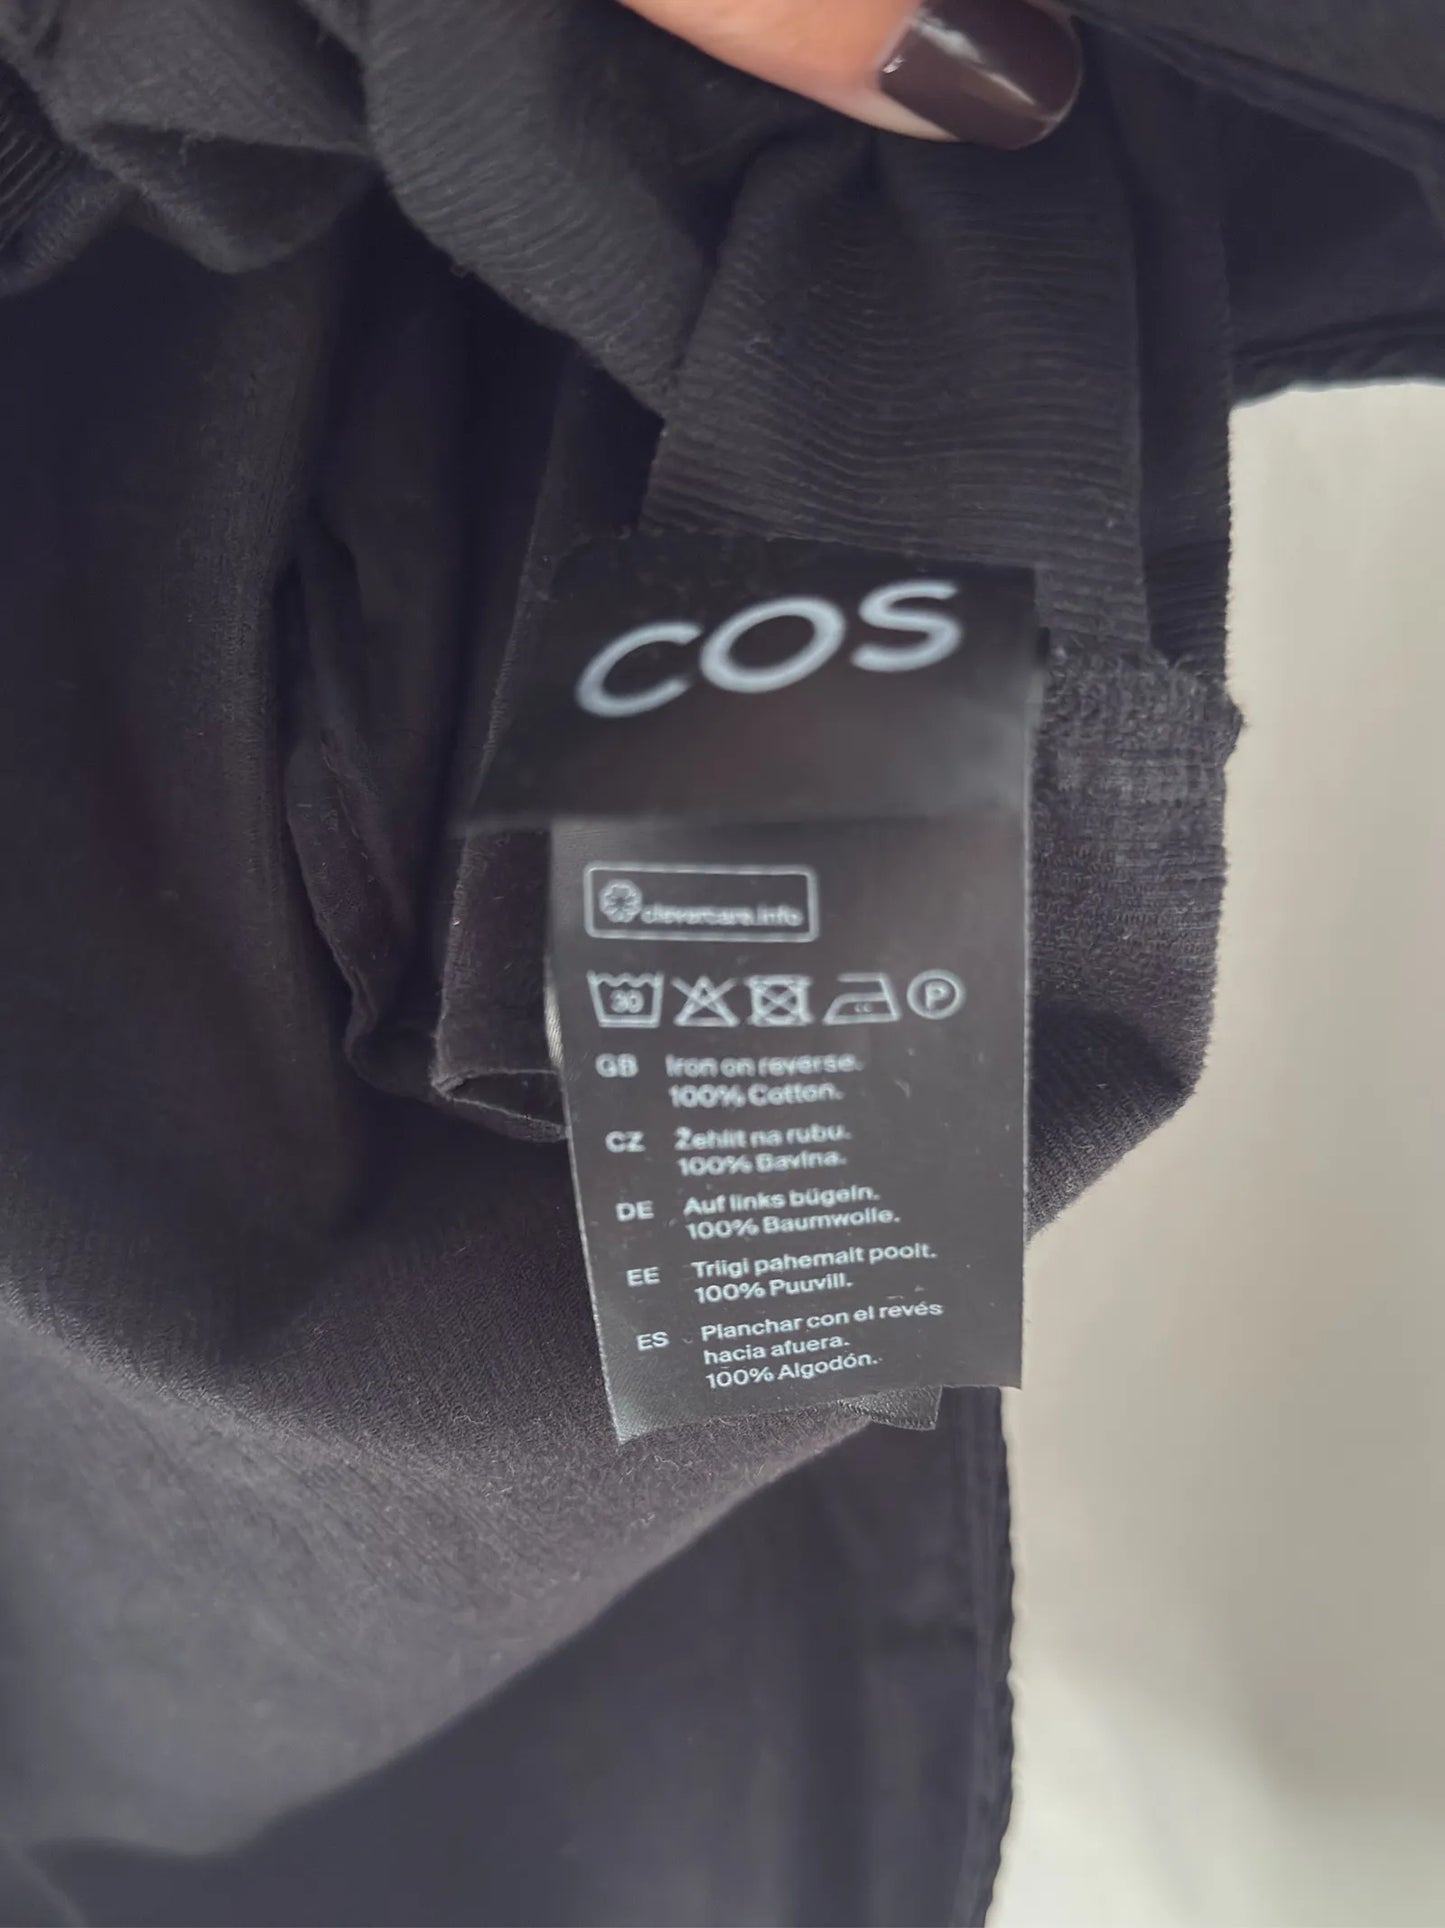 COS
clevercare.info
30
P
GB Iron on reverse.
100% Cotton.
CZ Žehlit na rubu.
100% Bavlna.
DE Auf links bügeln.
100% Baumwolle.
EE Triigi pahemalt poolt.
100% Puuvill.
ES Planchar con el revés
hacia afuera.
100% Algodón.